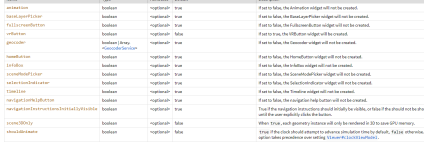 animation boolean <optional> true If set to false, the Animation widget will not be created.
baseLayerPicker boolean <optional> true If set to false, the BaseLayerPicker widget will not be created.
fullscreenButton boolean <optional> true If set to false, the FullscreenButton widget will not be created.
vrButton boolean <optional> false If set to true, the VRButton widget will be created.
geocoder boolean | Array <optional> true If set to false, the Geocoder widget will not be created.
<GeocoderService>
homeButton boolean <optional> true If set to false, the HomeButton widget will not be created.
infoBox boolean <optional> true If set to false, the InfoBox widget will not be created.
sceneModePicker boolean <optional> true If set to false, the SceneModePicker widget will not be created.
selectionIndicator boolean <optional> true If set to false, the SelectionIndicator widget will not be created.
timeline boolean <optional> true If set to false, the Timeline widget will not be created.
navigationHelpButton boolean <optional> true If set to false, the navigation help button will not be created.
navigationInstructionsInitiallyVisible boolean <optional> true True if the navigation instructions should initially be visible, or false if the should not be sho
until the user explicitly clicks the button.
scene3DOnly boolean <optional> false When true, each geometry instance will only be rendered in 3D to save GPU memory.
shouldAnimate boolean <optional> false true if the clock should attempt to advance simulation time by default, false otherwise.
option takes precedence over setting Viewer#clockViewModel.